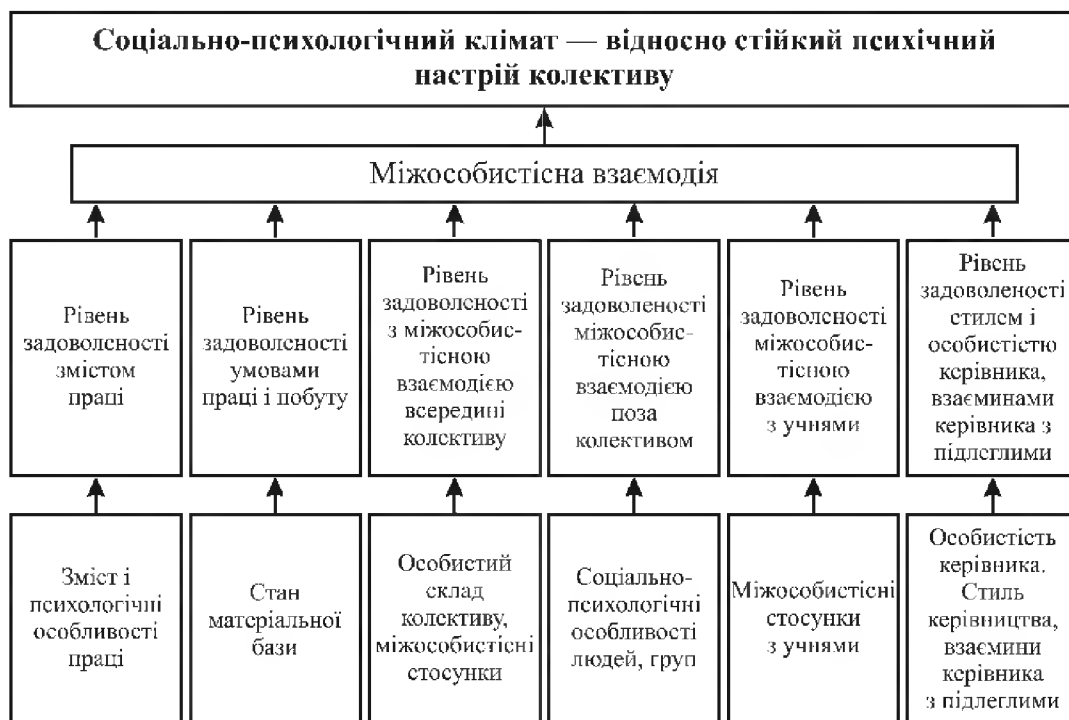 Соціально-психологічний клімат — відносно стійкий психічний
настрій колективу
Міжособистісна взаємодія
Рівень
задоволеності
змістом
праці
Рівень
задоволеності
умовами
праці і побуту
Рівень
задоволеності
з міжособис-
тісною
взаємодією
всередині
колективу
Рівень
задоволеності
міжособис-
тісною
взаємодією
поза
колективом
Рівень
задоволеності
міжособис-
тісною
взаємодією
з учнями
Рівень
задоволеності
стилем і
особистістю
керівника,
взаєминами
керівника з
підлеглими
Зміст і
психологічні
особливості
праці
Стан
матеріальної
бази
Особистий
склад
колективу,
міжособистісні
стосунки
Соціально-
психологічні
особливості
людей, груп
Міжособистісні
стосунки
з учнями
Особистість
керівника.
Стиль
керівництва,
взаємини
керівника
з підлеглими